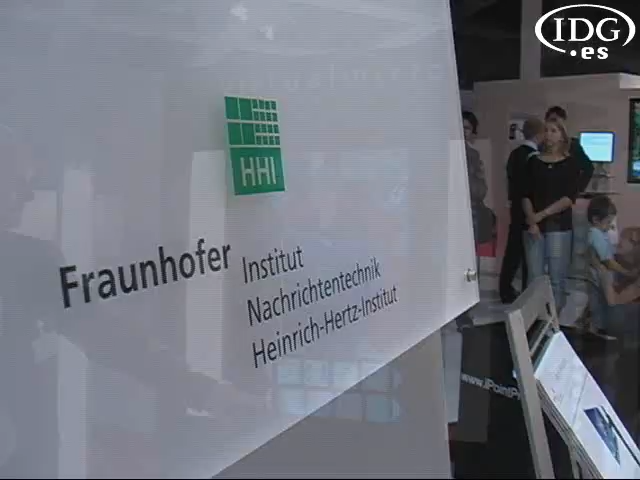 IDG
.es
HHI
Fraunhofer
Institut
Nachrichtentechnik
Heinrich-Hertz-Institut